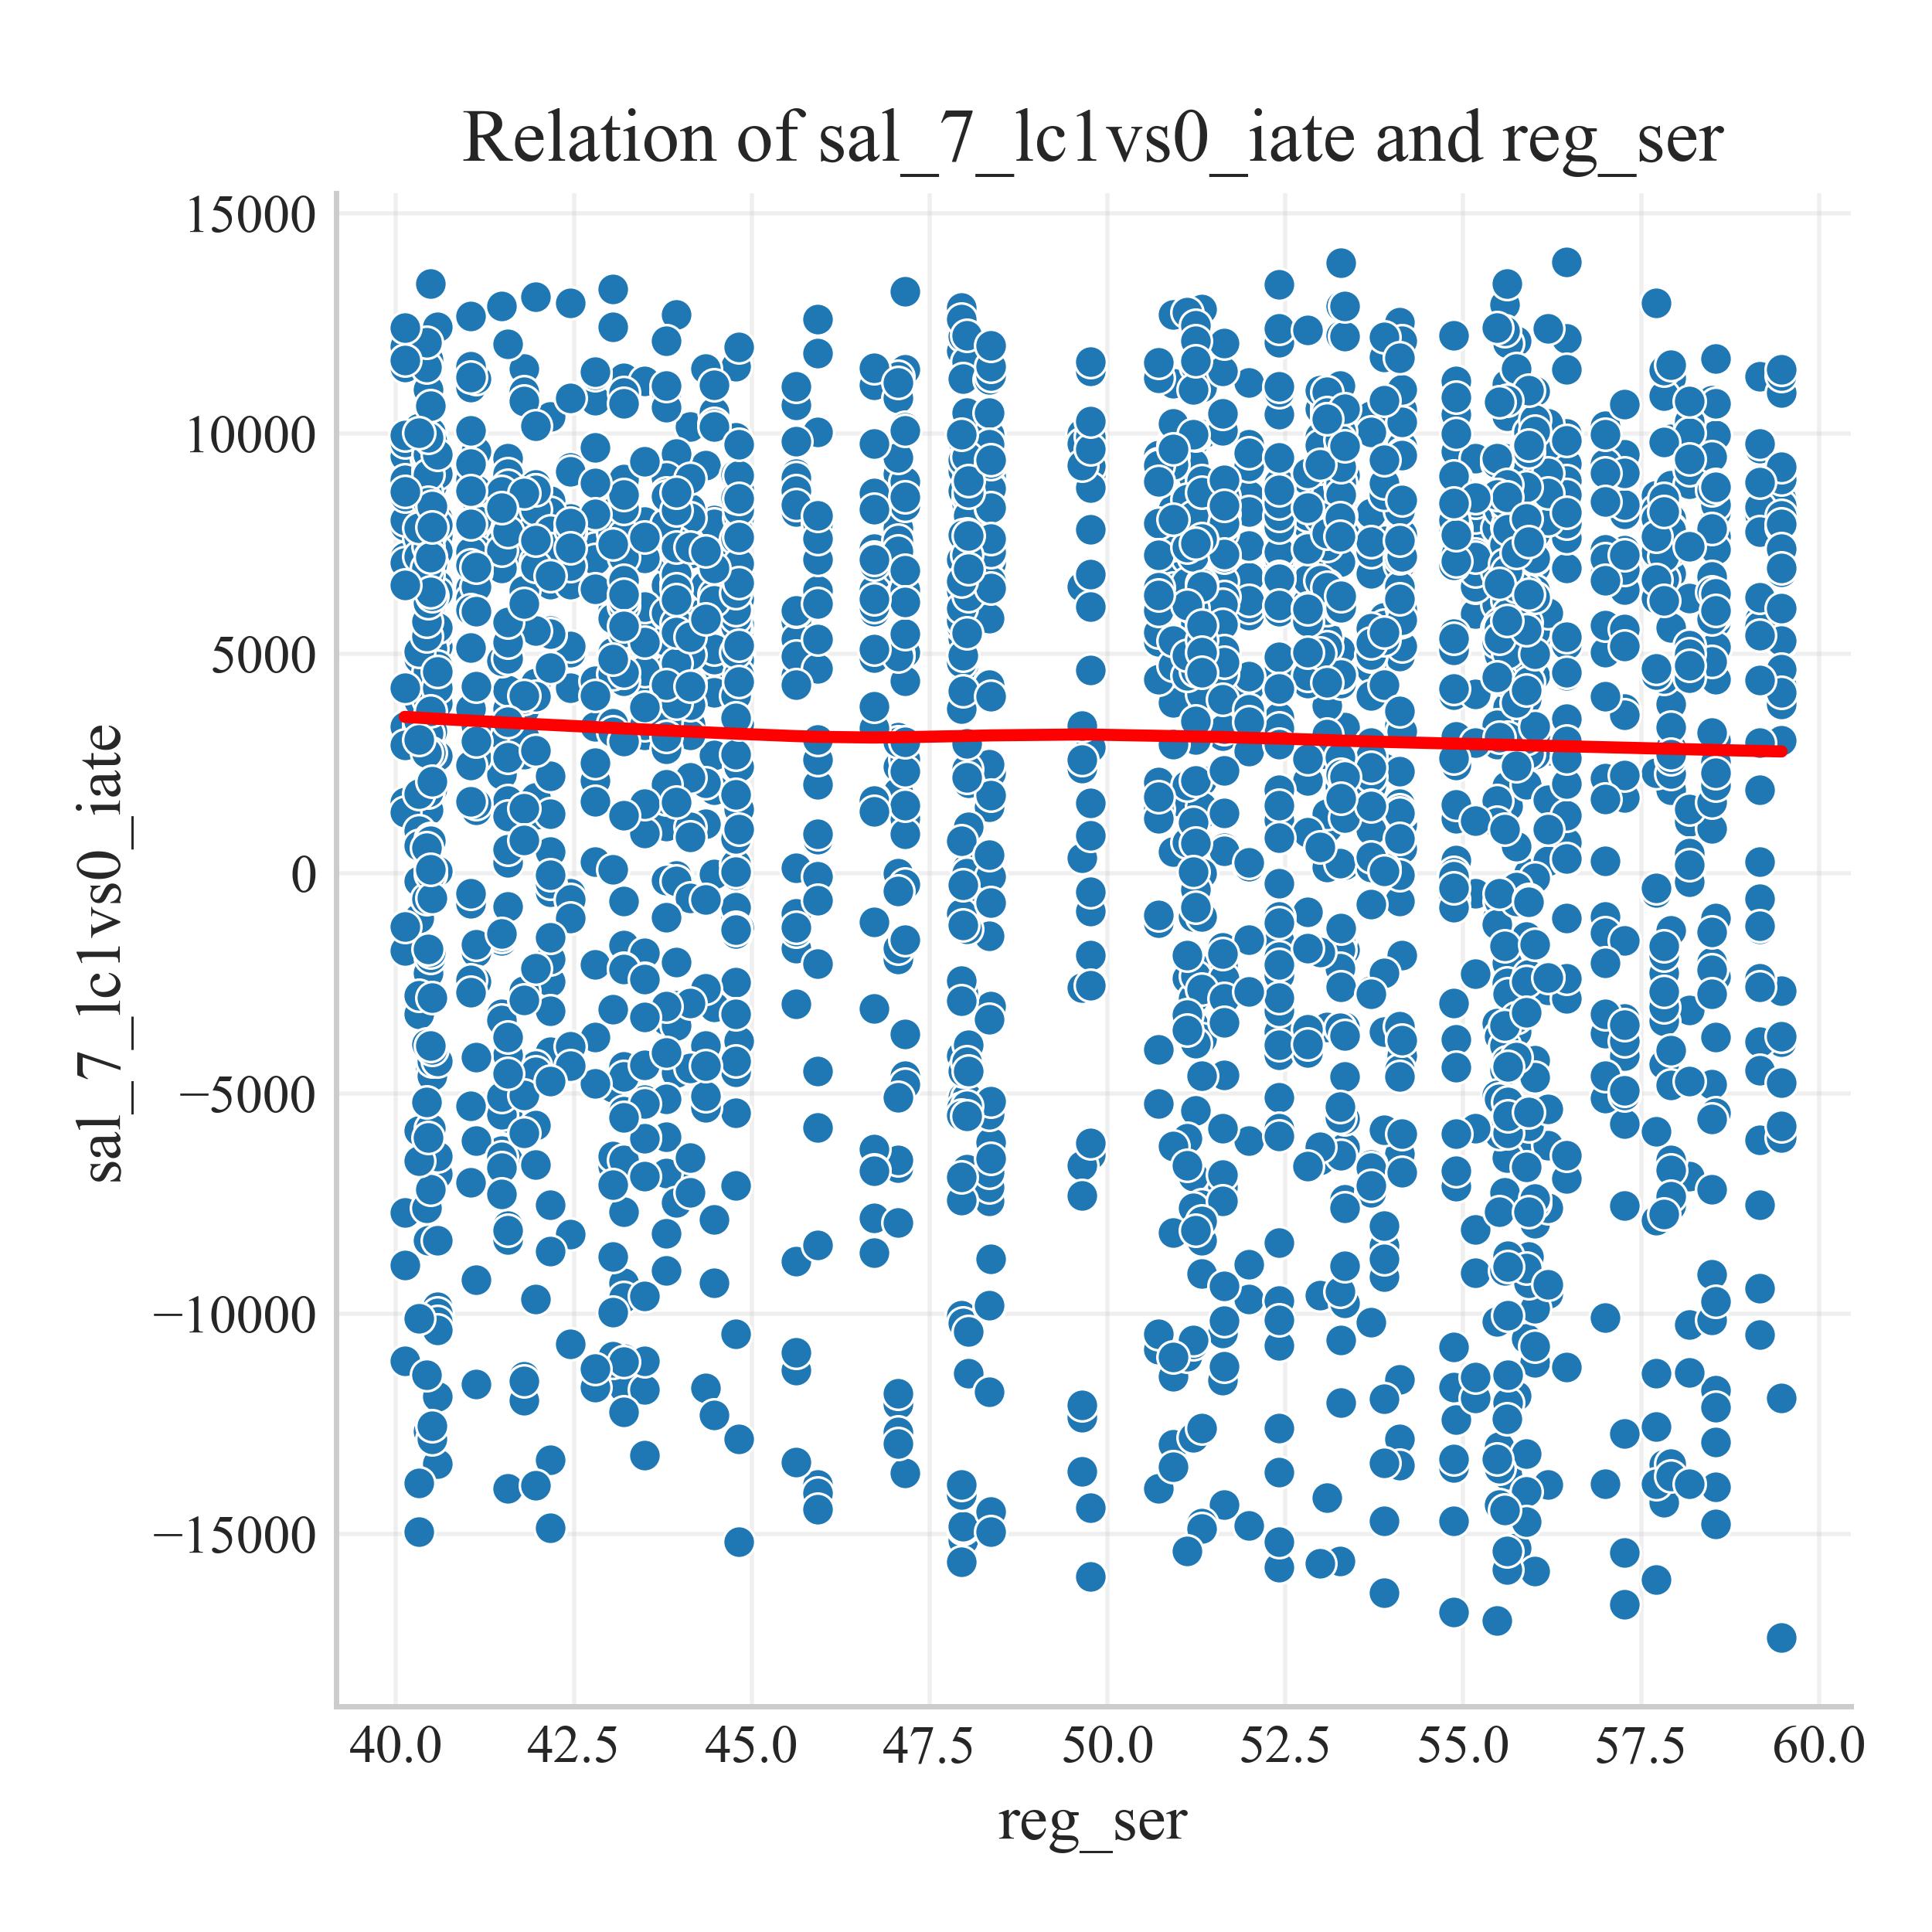 Relation of sal_7_lc1vs0_iate and reg_ser
sal_7_lc1vs0_iate
15000
10000
5000
0
−5000
−10000
−15000
40.0 42.5 45.0 47.5 50.0 52.5 55.0 57.5 60.0
reg_ser